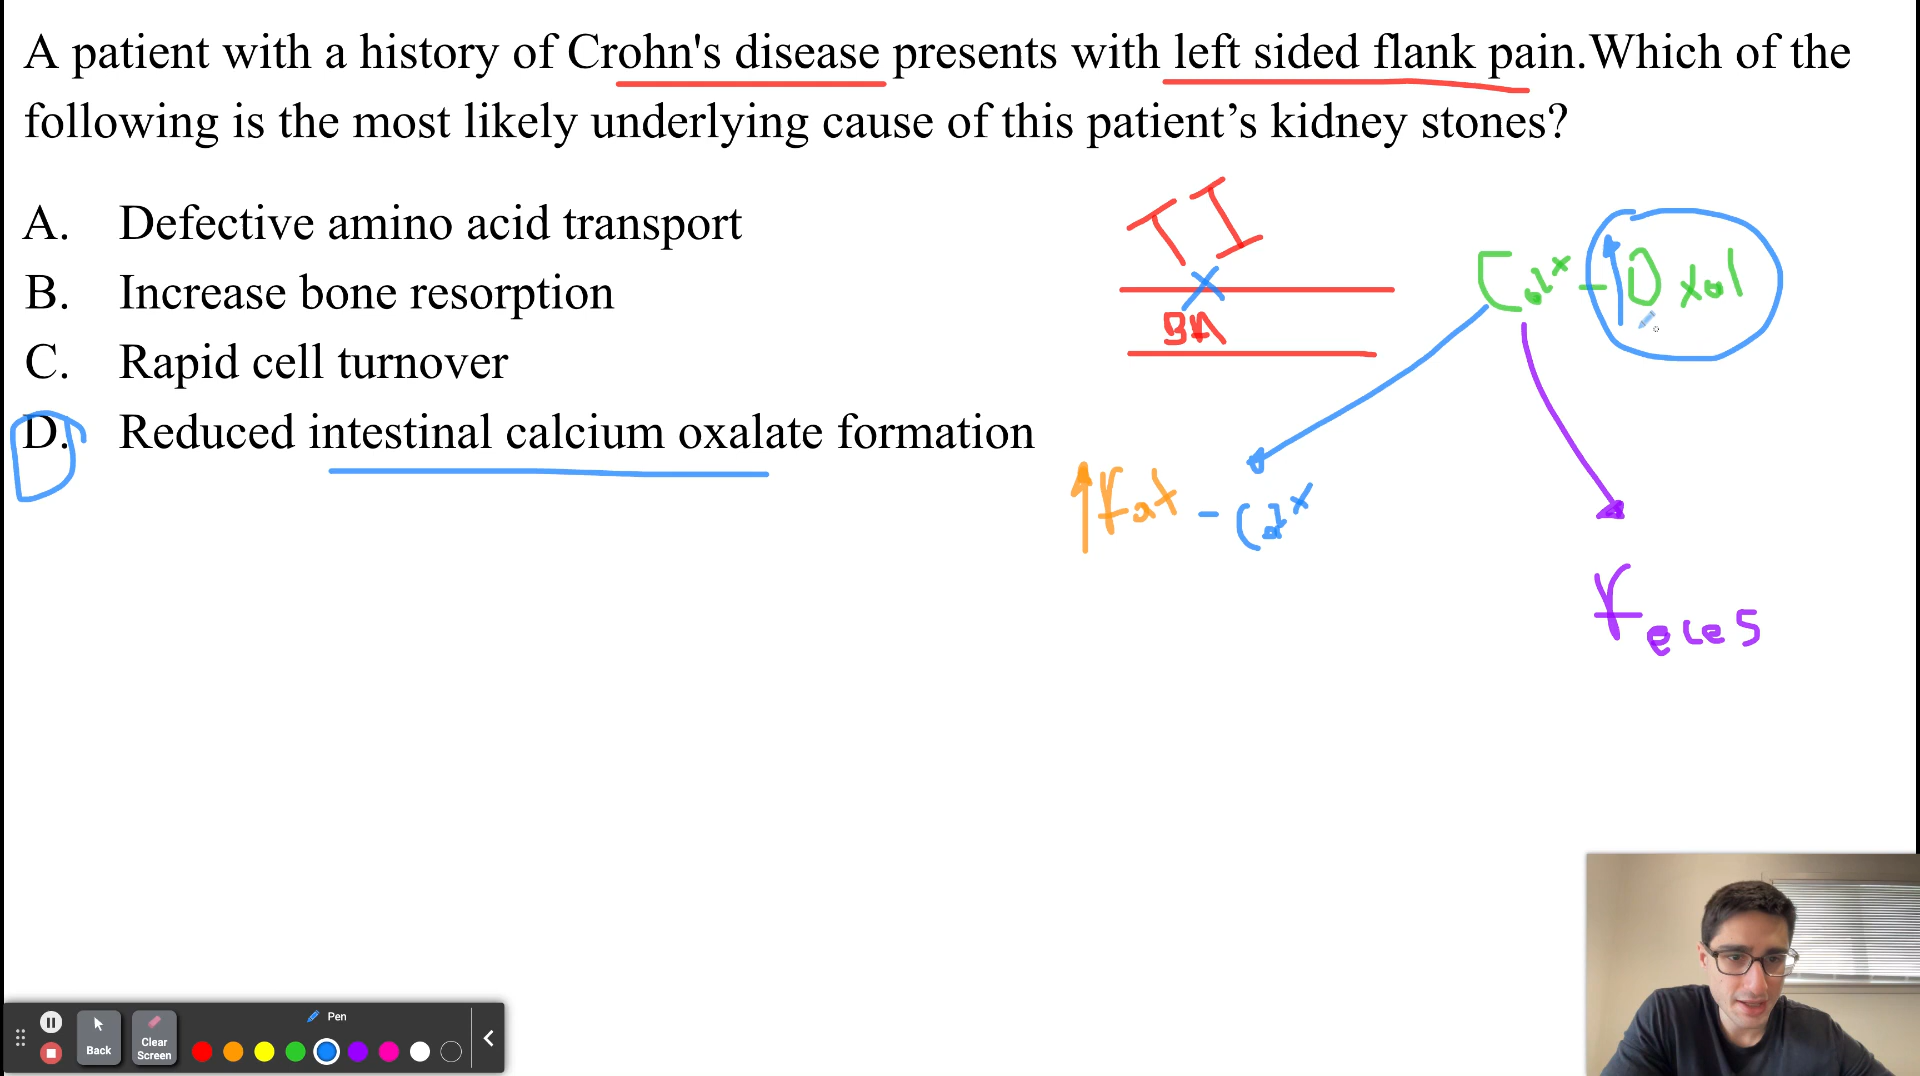 A patient with a history of Crohn's disease presents with left sided flank pain.Which of the
following is the most likely underlying cause of this patient’s kidney stones?
A. Defective amino acid transport
B. Increase bone resorption
C. Rapid cell turnover
D. Reduced intestinal calcium oxalate formation
TI
BA
Ca2+ - Oxal
Fat - Ca2+
Feces
Pen
Back
Clear
Screen